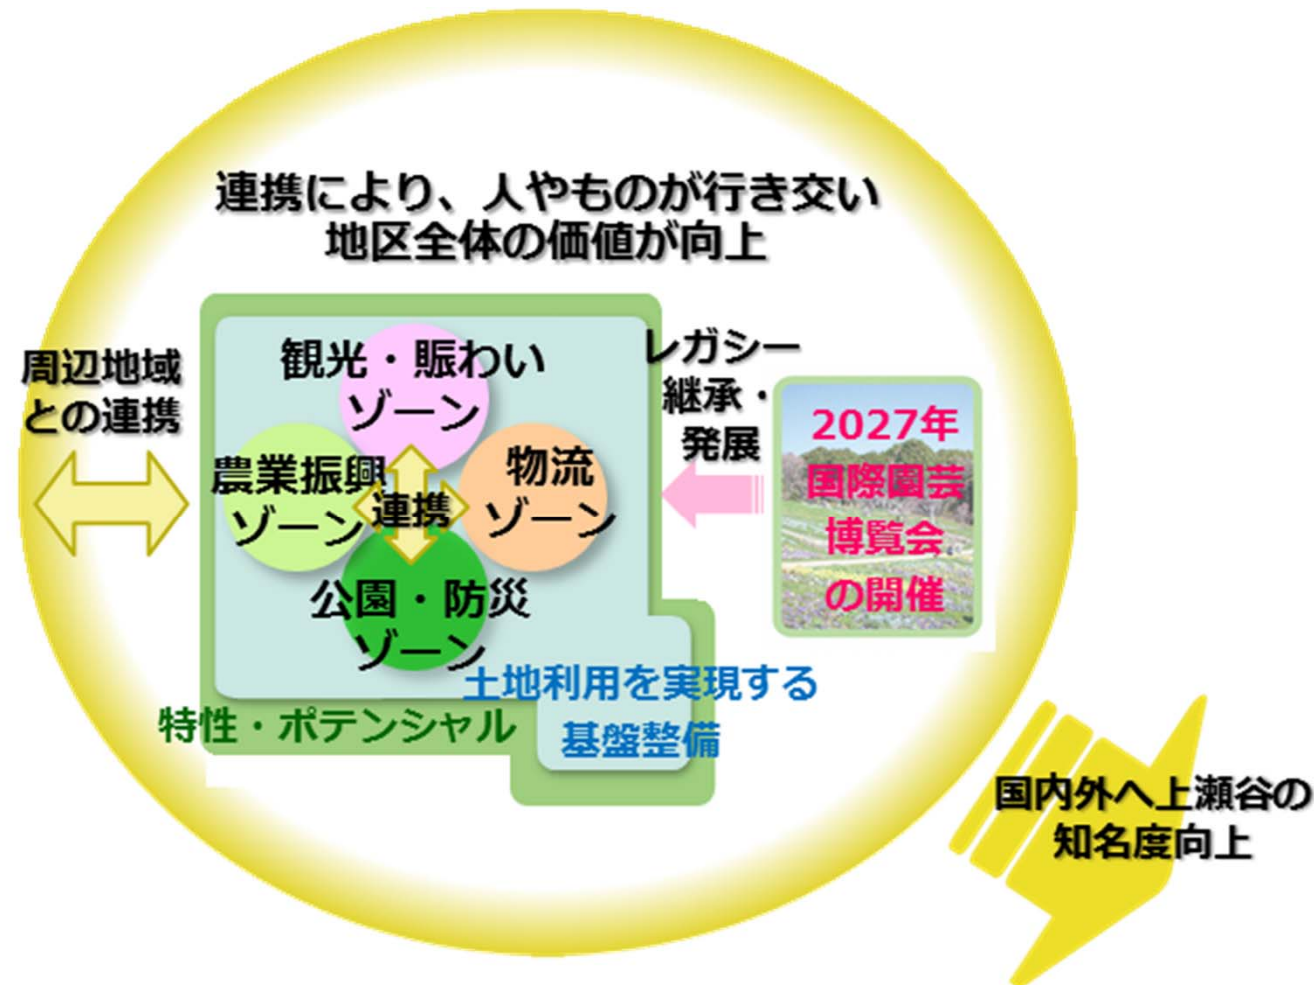 連携により、人やものが行き交い
地区全体の価値が向上
周辺地域
との連携
観光・賑わい
ゾーン
農業振興
ゾーン
連携
物流
ゾーン
公園・防災
ゾーン
レガシー
継承・
発展
2027年
国際園芸
博覧会
の開催
土地利用を実現する
基盤整備
特性・ポテンシャル
国内外へ上瀬谷の
知名度向上